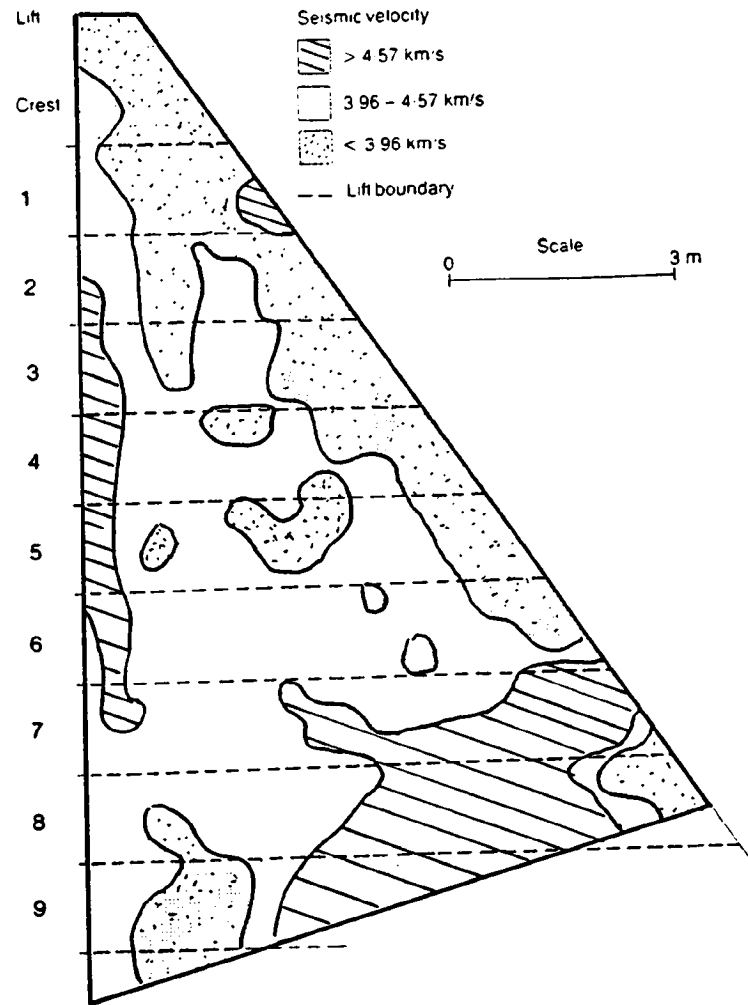 Lift
Seismic velocity
> 4·57 km/s
3 96 – 4·57 km/s
< 3 96 km/s
Lift boundary
Scale
0 3 m
Crest
1
2
3
4
5
6
7
8
9